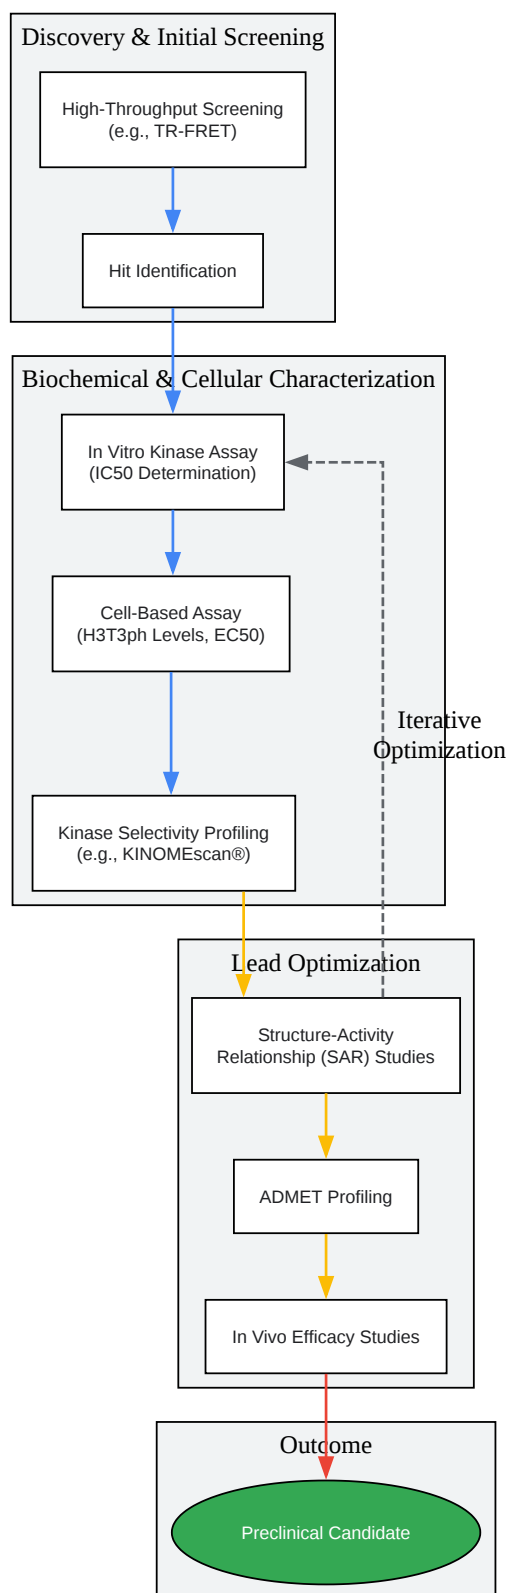 Discovery & Initial Screening
High-Throughput Screening
(e.g., TR-FRET)
Hit Identification
Biochemical & Cellular Characterization
In Vitro Kinase Assay
(IC50 Determination)
Cell-Based Assay
(H3T3ph Levels, EC50)
Iterative
Optimization
Kinase Selectivity Profiling
(e.g., KINOMEscan®)
Lead Optimization
Structure-Activity
Relationship (SAR) Studies
ADMET Profiling
In Vivo Efficacy Studies
Outcome
Preclinical Candidate